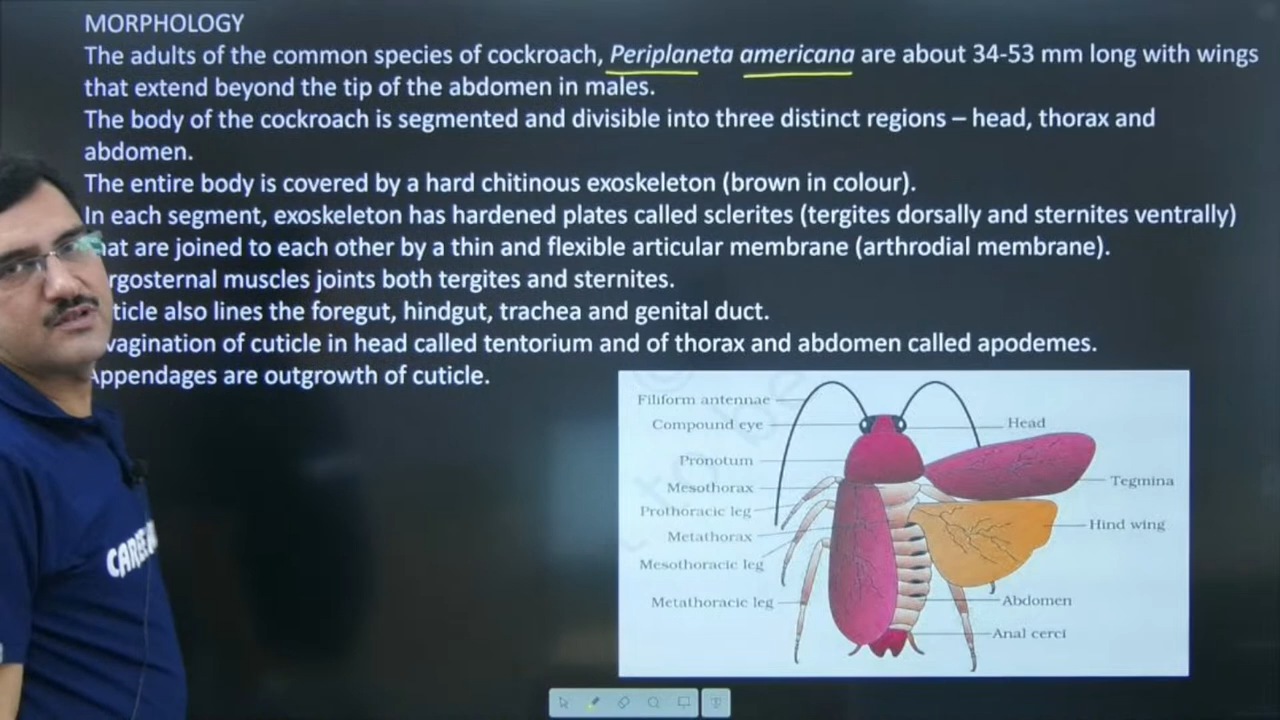 MORPHOLOGY
The adults of the common species of cockroach, Periplaneta americana are about 34-53 mm long with wings
that extend beyond the tip of the abdomen in males.
The body of the cockroach is segmented and divisible into three distinct regions – head, thorax and
abdomen.
The entire body is covered by a hard chitinous exoskeleton (brown in colour).
In each segment, exoskeleton has hardened plates called sclerites (tergites dorsally and sternites ventrally)
hat are joined to each other by a thin and flexible articular membrane (arthrodial membrane).
rgosternal muscles joints both tergites and sternites.
ticle also lines the foregut, hindgut, trachea and genital duct.
vagination of cuticle in head called tentorium and of thorax and abdomen called apodemes.
Appendages are outgrowth of cuticle.
Filiform antennae
Compound eye
Head
Pronotum
Tegmina
Mesothorax
Prothoracic leg
Hind wing
Metathorax
Mesothoracic leg
Metathoracic leg
Abdomen
Anal cerci